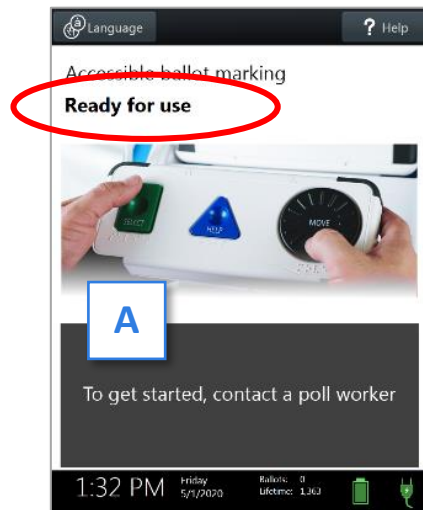 Language
? Help
Accessible ballot marking
Ready for use
SELECT
HELP
MOVE
A
To get started, contact a poll worker
1:32 PM
Friday
5/1/2020
Ballots: 0
Lifetime: 1,363